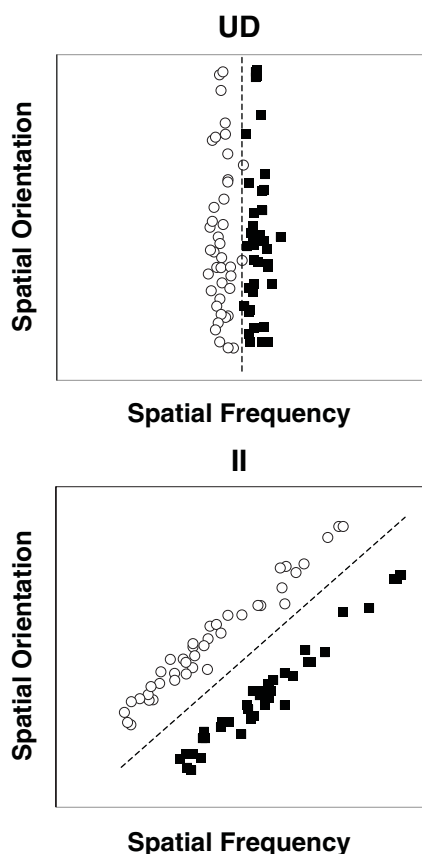 UD
Spatial Orientation
Spatial Frequency
II
Spatial Orientation
Spatial Frequency